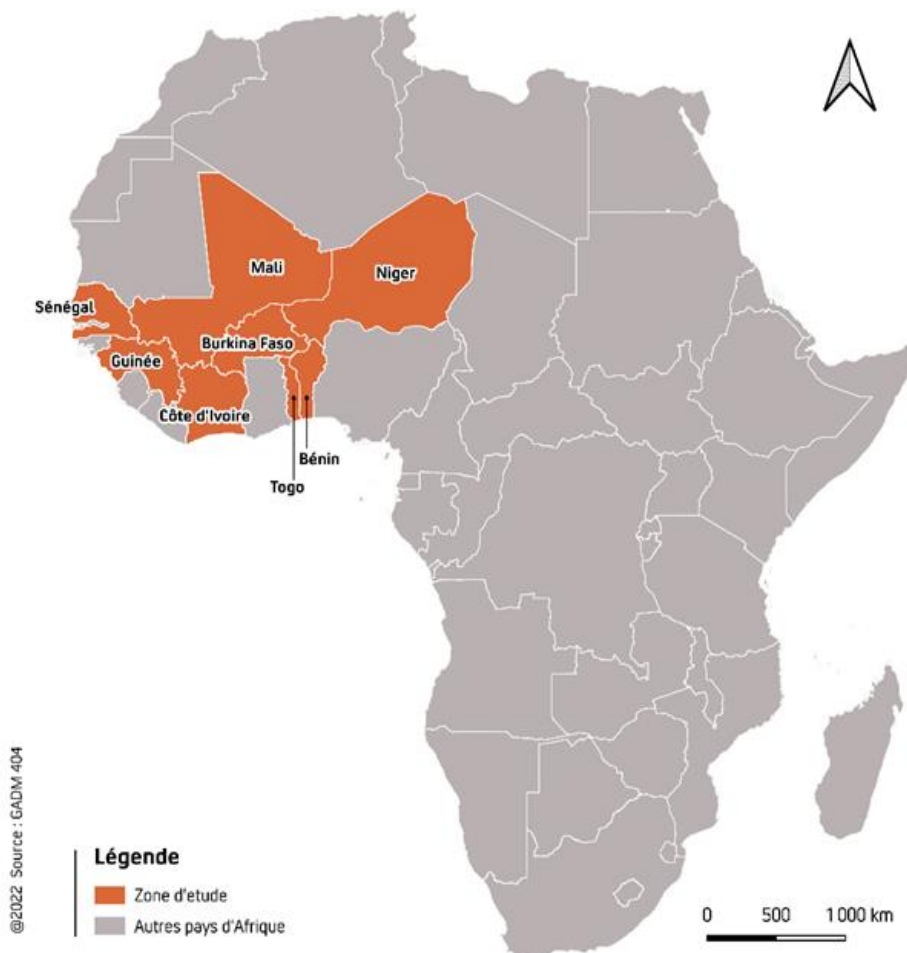 Mali
Niger
Sénégal
Burkina Faso
Guinée
Côte d'Ivoire
Bénin
Togo
@2022 Source : GADM 404
Légende
Zone d'etude
Autres pays d'Afrique
0 500 1 000 km